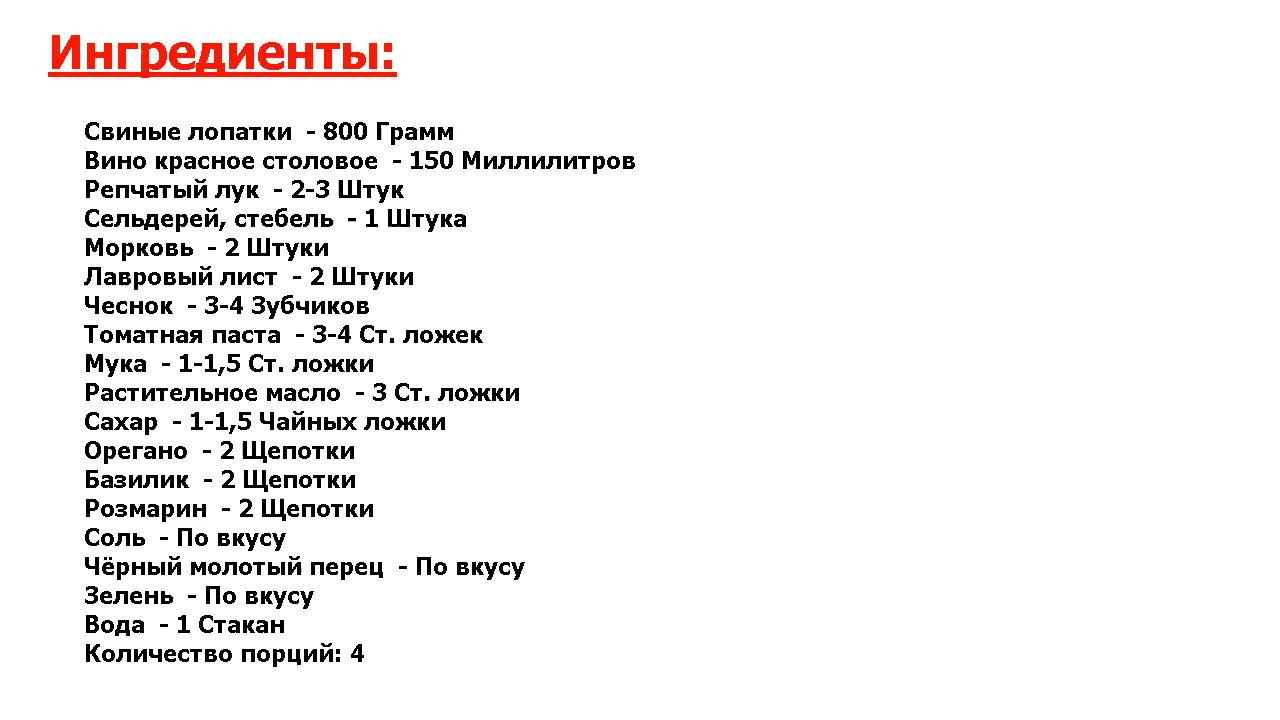 Ингредиенты:
Свиные лопатки  - 800 Грамм
Вино красное столовое  - 150 Миллилитров
Репчатый лук  - 2-3 Штук
Сельдерей, стебель  - 1 Штука
Морковь  - 2 Штуки
Лавровый лист  - 2 Штуки
Чеснок  - 3-4 Зубчиков
Томатная паста  - 3-4 Ст. ложек
Мука  - 1-1,5 Ст. ложки
Растительное масло  - 3 Ст. ложки
Сахар  - 1-1,5 Чайных ложки
Орегано  - 2 Щепотки
Базилик  - 2 Щепотки
Розмарин  - 2 Щепотки
Соль  - По вкусу
Чёрный молотый перец  - По вкусу
Зелень  - По вкусу
Вода  - 1 Стакан
Количество порций: 4